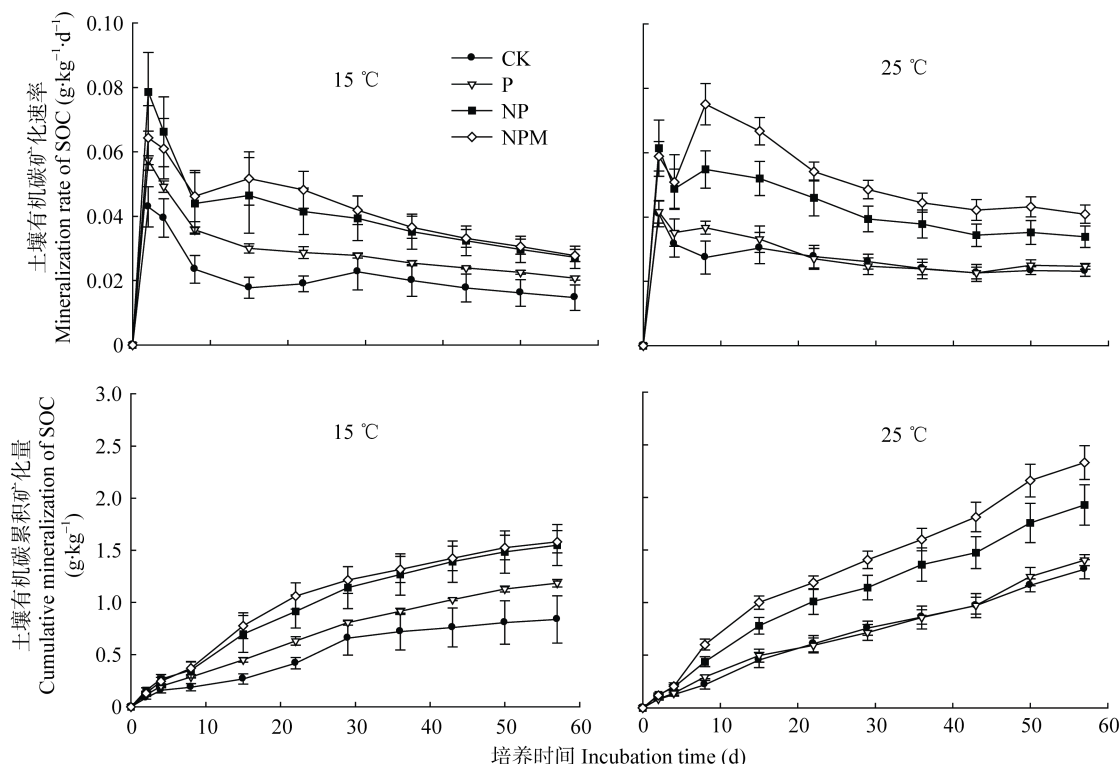 土壤有机碳矿化速率
Mineralization rate of SOC (g·kg⁻¹·d⁻¹)
0.10
0.08
0.06
0.04
0.02
0
15 ℃
CK
P
NP
NPM
25 ℃
土壤有机碳累积矿化量
Cumulative mineralization of SOC
(g·kg⁻¹)
3.0
2.5
2.0
1.5
1.0
0.5
0
15 ℃
25 ℃
0 10 20 30 40 50 60 0 10 20 30 40 50 60
培养时间 Incubation time (d)